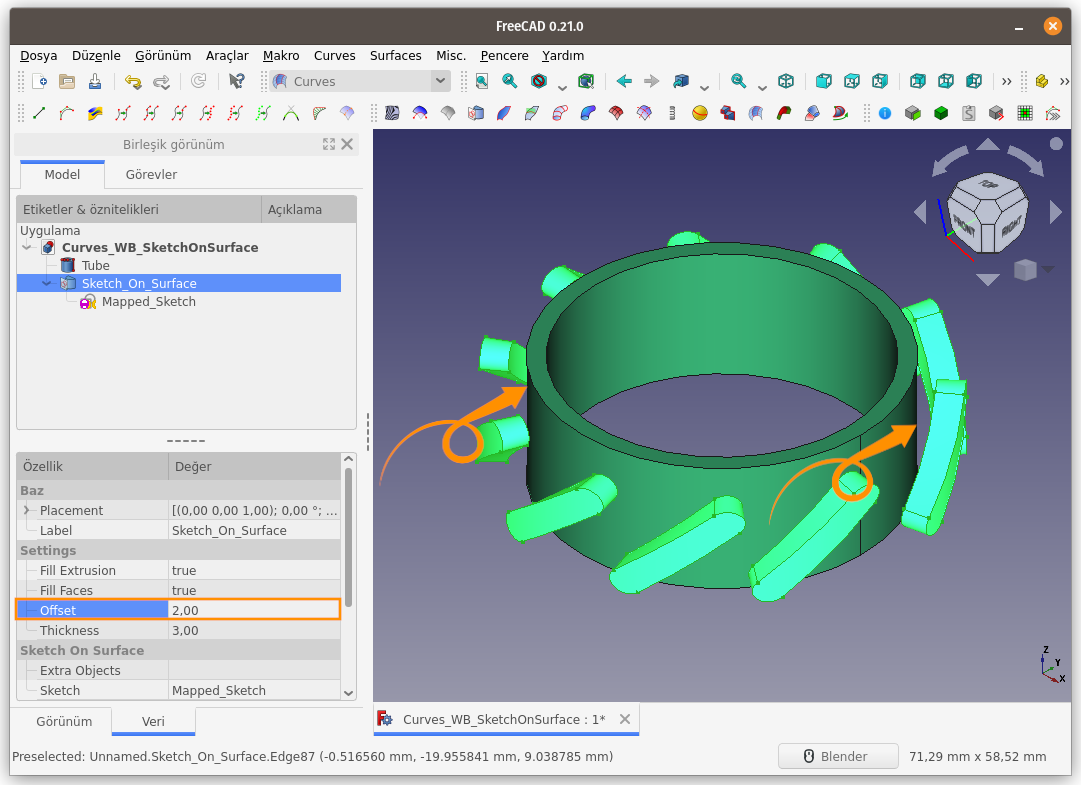 FreeCAD 0.21.0
Dosya Düzenle Görünüm Araçlar Makro Curves Surfaces Misc. Pencere Yardım
Curves
Birleşik görünüm
Model Görevler
Etiketler & öznitelikleri Açıklama
Uygulama
Curves_WB_SketchOnSurface
Tube
Sketch_On_Surface
Mapped_Sketch
Özellik Değer
Baz
Placement [(0,00 0,00 1,00); 0,00 °; ...
Label Sketch_On_Surface
Settings
Fill Extrusion true
Fill Faces true
Offset 2,00
Thickness 3,00
Sketch On Surface
Extra Objects
Sketch Mapped_Sketch
Görünüm Veri
TOP
FRONT RIGHT
Z
Y
X
Curves_WB_SketchOnSurface : 1*
Preselected: Unnamed.Sketch_On_Surface.Edge87 (-0.516560 mm, -19.955841 mm, 9.038785 mm)
Blender
71,29 mm x 58,52 mm